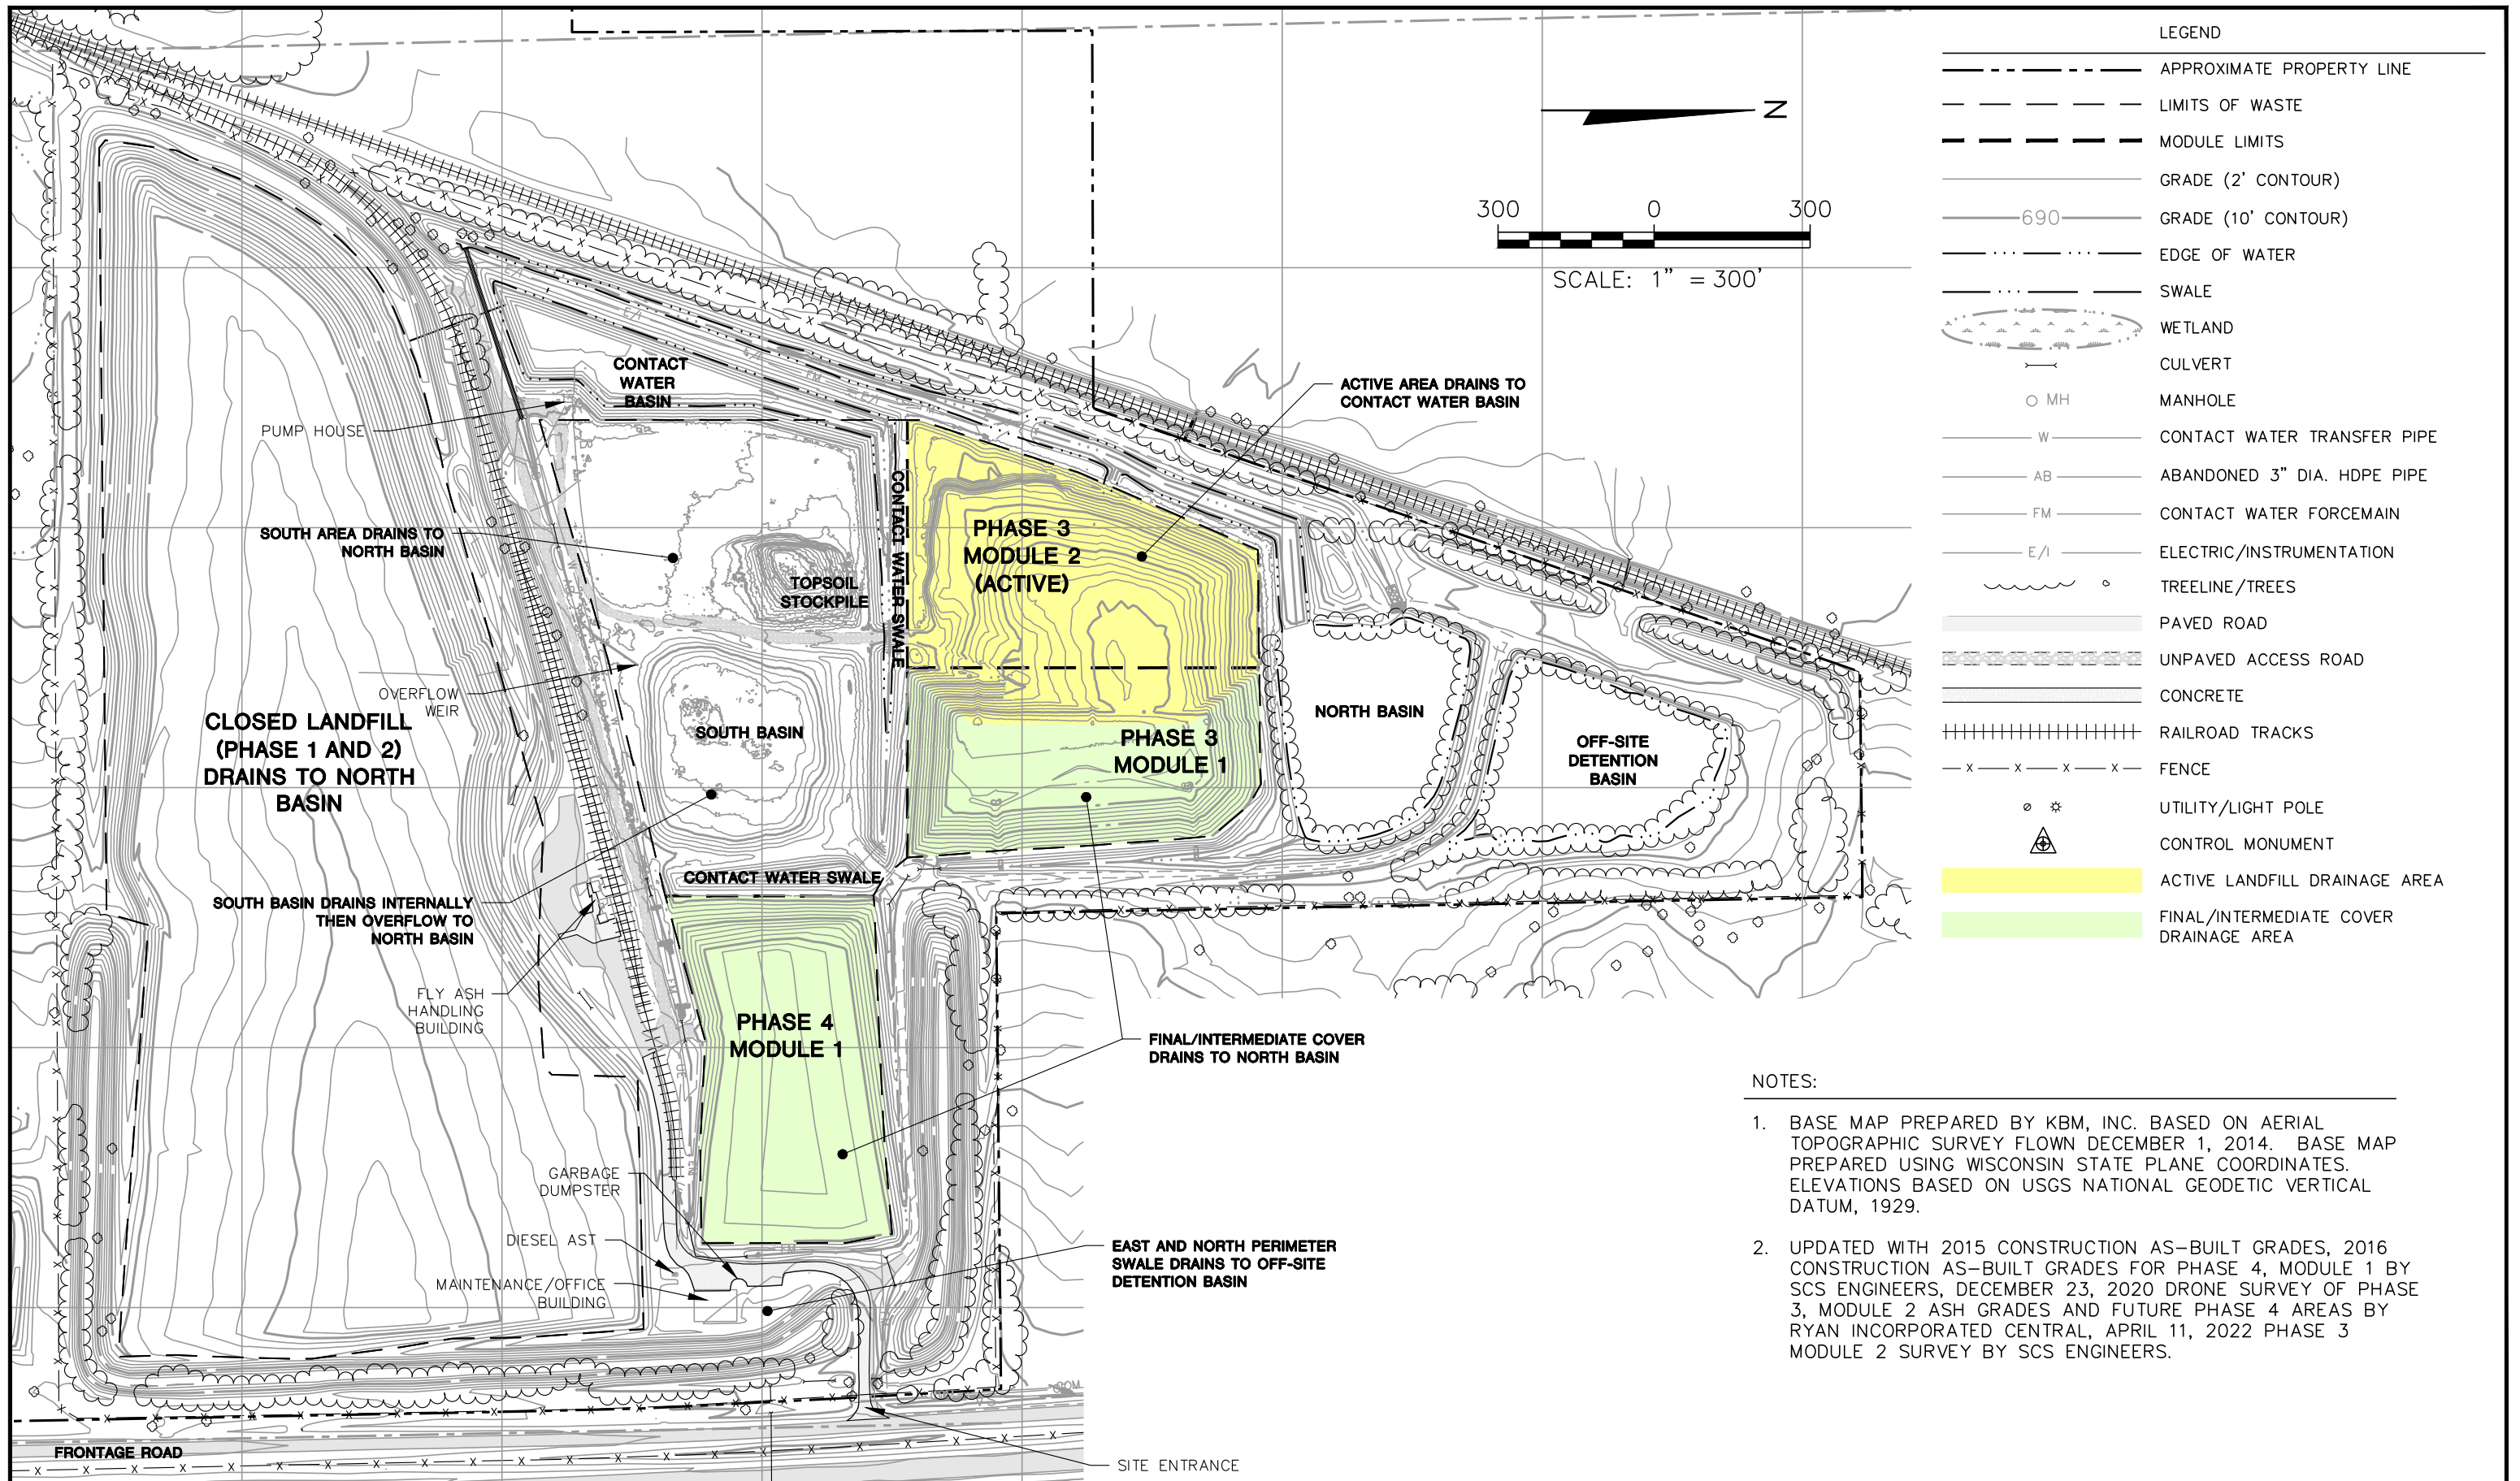 LEGEND
APPROXIMATE PROPERTY LINE
LIMITS OF WASTE
MODULE LIMITS
GRADE (2' CONTOUR)
690
GRADE (10' CONTOUR)
EDGE OF WATER
SWALE
WETLAND
CULVERT
MH
MANHOLE
W
CONTACT WATER TRANSFER PIPE
AB
ABANDONED 3" DIA. HDPE PIPE
FM
CONTACT WATER FORCEMAIN
E/I
ELECTRIC/INSTRUMENTATION
TREELINE/TREES
PAVED ROAD
UNPAVED ACCESS ROAD
CONCRETE
RAILROAD TRACKS
FENCE
UTILITY/LIGHT POLE
CONTROL MONUMENT
ACTIVE LANDFILL DRAINAGE AREA
FINAL/INTERMEDIATE COVER
DRAINAGE AREA
N
300 0 300
SCALE: 1" = 300'
CONTACT
WATER
BASIN
PUMP HOUSE
ACTIVE AREA DRAINS TO
CONTACT WATER BASIN
SOUTH AREA DRAINS TO
NORTH BASIN
TOPSOIL
STOCKPILE
CONTACT WATER SWALE
PHASE 3
MODULE 2
(ACTIVE)
OVERFLOW
WEIR
CLOSED LANDFILL
(PHASE 1 AND 2)
DRAINS TO NORTH
BASIN
SOUTH BASIN
PHASE 3
MODULE 1
NORTH BASIN
OFF-SITE
DETENTION
BASIN
CONTACT WATER SWALE
SOUTH BASIN DRAINS INTERNALLY
THEN OVERFLOW TO
NORTH BASIN
FLY ASH
HANDLING
BUILDING
PHASE 4
MODULE 1
FINAL/INTERMEDIATE COVER
DRAINS TO NORTH BASIN
GARBAGE
DUMPSTER
DIESEL AST
MAINTENANCE/OFFICE
BUILDING
EAST AND NORTH PERIMETER
SWALE DRAINS TO OFF-SITE
DETENTION BASIN
FRONTAGE ROAD
SITE ENTRANCE
NOTES:
1. BASE MAP PREPARED BY KBM, INC. BASED ON AERIAL
TOPOGRAPHIC SURVEY FLOWN DECEMBER 1, 2014. BASE MAP
PREPARED USING WISCONSIN STATE PLANE COORDINATES.
ELEVATIONS BASED ON USGS NATIONAL GEODETIC VERTICAL
DATUM, 1929.
2. UPDATED WITH 2015 CONSTRUCTION AS-BUILT GRADES, 2016
CONSTRUCTION AS-BUILT GRADES FOR PHASE 4, MODULE 1 BY
SCS ENGINEERS, DECEMBER 23, 2020 DRONE SURVEY OF PHASE
3, MODULE 2 ASH GRADES AND FUTURE PHASE 4 AREAS BY
RYAN INCORPORATED CENTRAL, APRIL 11, 2022 PHASE 3
MODULE 2 SURVEY BY SCS ENGINEERS.